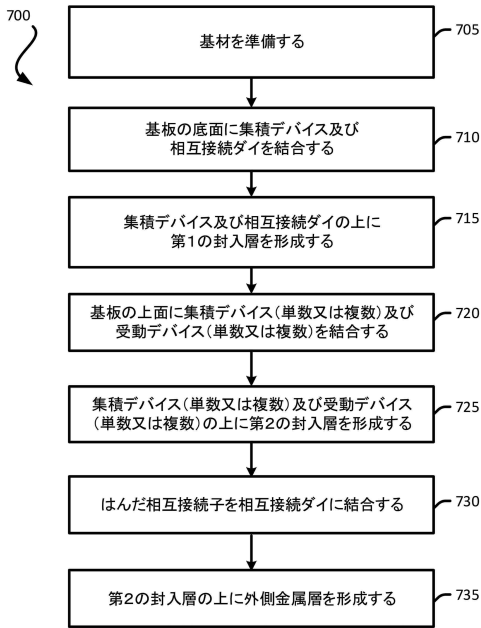 700
基材を準備する
705
基板の底面に集積デバイス及び
相互接続ダイを結合する
710
集積デバイス及び相互接続ダイの上に
第1の封入層を形成する
715
基板の上面に集積デバイス(単数又は複数)及び
受動デバイス(単数又は複数)を結合する
720
集積デバイス(単数又は複数)及び受動デバイス
(単数又は複数)の上に第2の封入層を形成する
725
はんだ相互接続子を相互接続ダイに結合する
730
第2の封入層の上に外側金属層を形成する
735